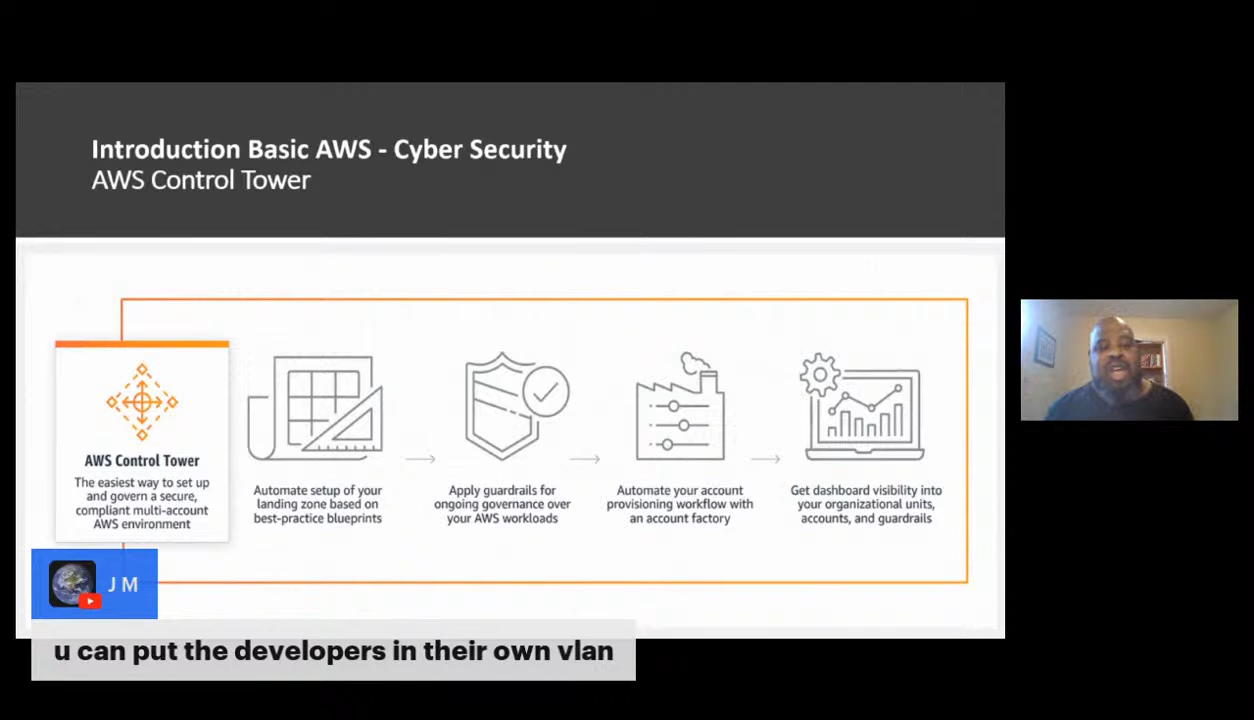 Introduction Basic AWS - Cyber Security
AWS Control Tower
AWS Control Tower
The easiest way to set up
and govern a secure,
compliant multi-account
AWS environment
Automate setup of your
landing zone based on
best-practice blueprints
Apply guardrails for
ongoing governance over
your AWS workloads
Automate your account
provisioning workflow with
an account factory
Get dashboard visibility into
your organizational units,
accounts, and guardrails
J M
u can put the developers in their own vlan